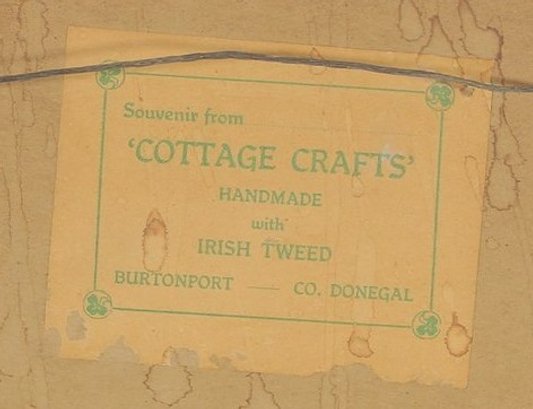 Souvenir from
'COTTAGE CRAFTS'
HANDMADE
with
IRISH TWEED
BURTONPORT — CO. DONEGAL